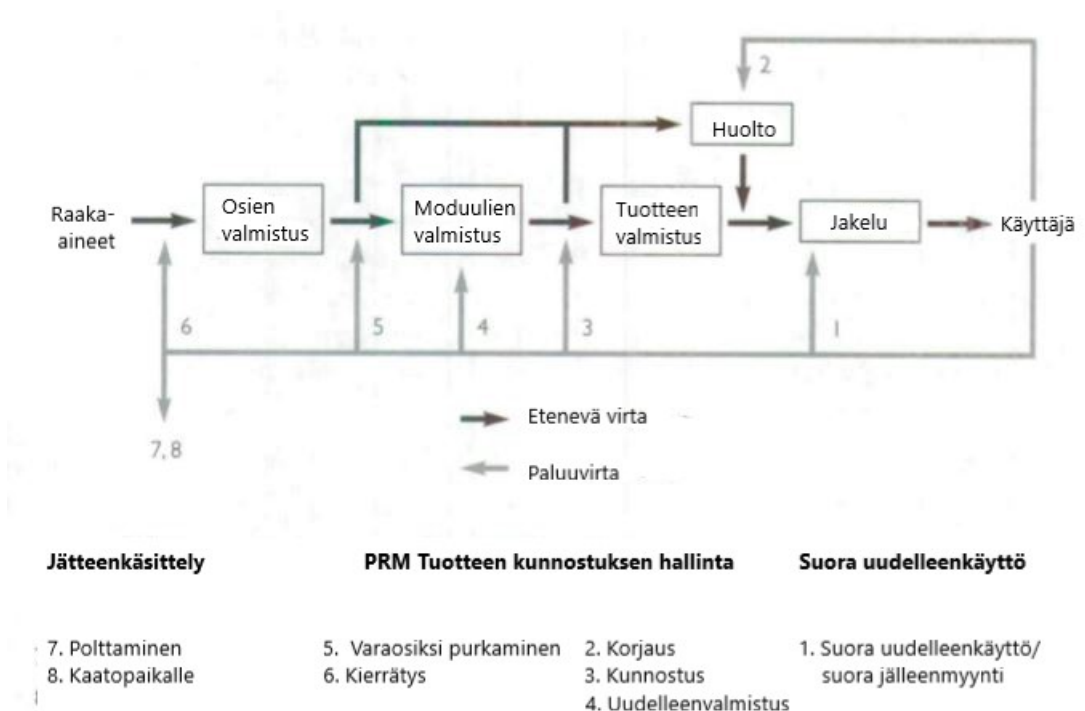 2
Huolto
Raaka-
aineet
Osien
valmistus
Moduulien
valmistus
Tuotteen
valmistus
Jakelu
Käyttäjä
6
5
4
3
1
7, 8
Etenevä virta
Paluuvirta
Jätteenkäsittely
PRM Tuotteen kunnostuksen hallinta
Suora uudelleenkäyttö
7. Polttaminen
8. Kaatopaikalle
5. Varaosiksi purkaminen
6. Kierrätys
2. Korjaus
3. Kunnostus
4. Uudelleenvalmistus
1. Suora uudelleenkäyttö/
suora jälleenmyynti